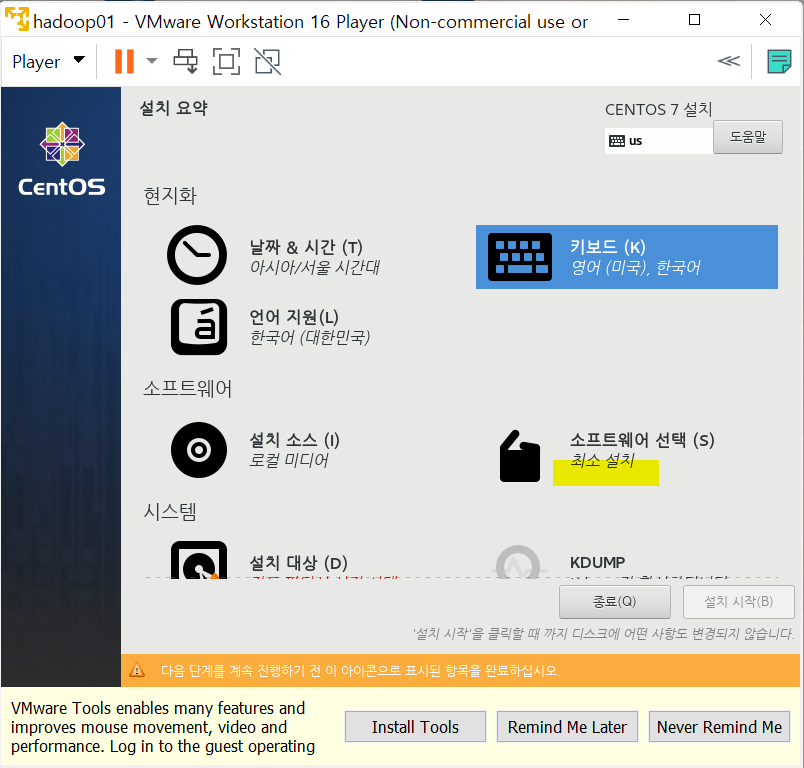 hadoop01 - VMware Workstation 16 Player (Non-commercial use or
Player
CentOS
설치 요약
CENTOS 7 설치
us
도움말
현지화
날짜 & 시간 (T)
아시아/서울 시간대
키보드 (K)
영어 (미국), 한국어
언어 지원(L)
한국어 (대한민국)
소프트웨어
설치 소스 (I)
로컬 미디어
소프트웨어 선택 (S)
최소 설치
시스템
설치 대상 (D)
KDUMP
종료(Q)
설치 시작(B)
'설치 시작'을 클릭할 때 까지 디스크에 어떤 사항도 변경되지 않습니다.
다음 단계를 계속 진행하기 전 이 아이콘으로 표시된 항목을 완료하십시오.
VMware Tools enables many features and
improves mouse movement, video and
performance. Log in to the guest operating
Install Tools
Remind Me Later
Never Remind Me